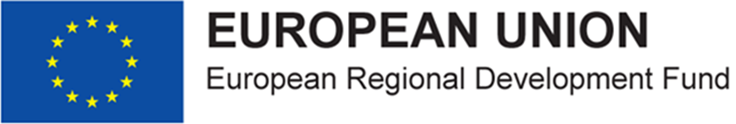 EUROPEAN UNION
European Regional Development Fund